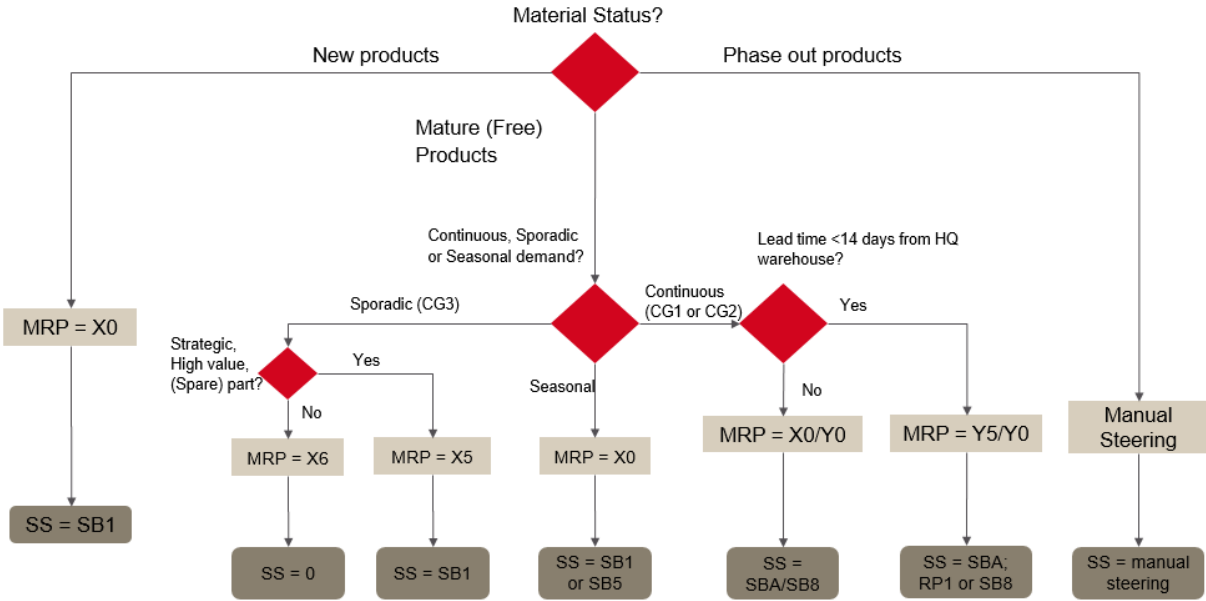 Material Status?
New products
Phase out products
Mature (Free)
Products
Continuous, Sporadic
or Seasonal demand?
Lead time <14 days from HQ
warehouse?
Sporadic (CG3)
Continuous
(CG1 or CG2)
Yes
MRP = X0
Strategic,
High value,
(Spare) part?
Yes
Seasonal
No
No
MRP = X6
MRP = X5
MRP = X0
MRP = X0/Y0
MRP = Y5/Y0
Manual
Steering
SS = SB1
SS = 0
SS = SB1
SS = SB1
or SB5
SS =
SBA/SB8
SS = SBA;
RP1 or SB8
SS = manual
steering